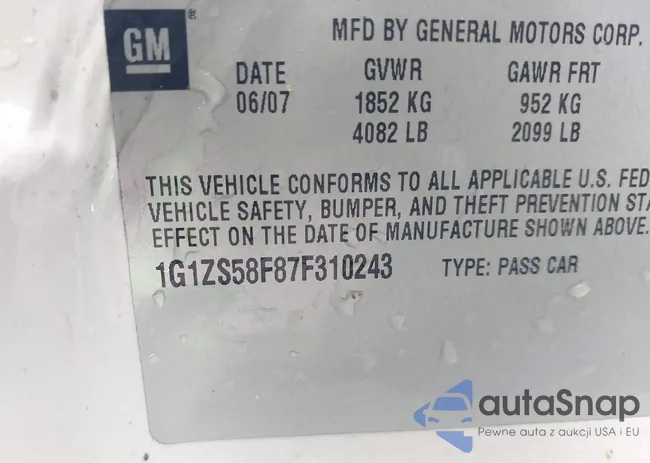 GM
MFD BY GENERAL MOTORS CORP.
DATE GVWR GAWR FRT
06/07 1852 KG 952 KG
4082 LB 2099 LB
THIS VEHICLE CONFORMS TO ALL APPLICABLE U.S. FED
VEHICLE SAFETY, BUMPER, AND THEFT PREVENTION STA
EFFECT ON THE DATE OF MANUFACTURE SHOWN ABOVE.
1G1ZS58F87F310243 TYPE: PASS CAR
autaSnap
Pewne auta z aukcji USA i EU